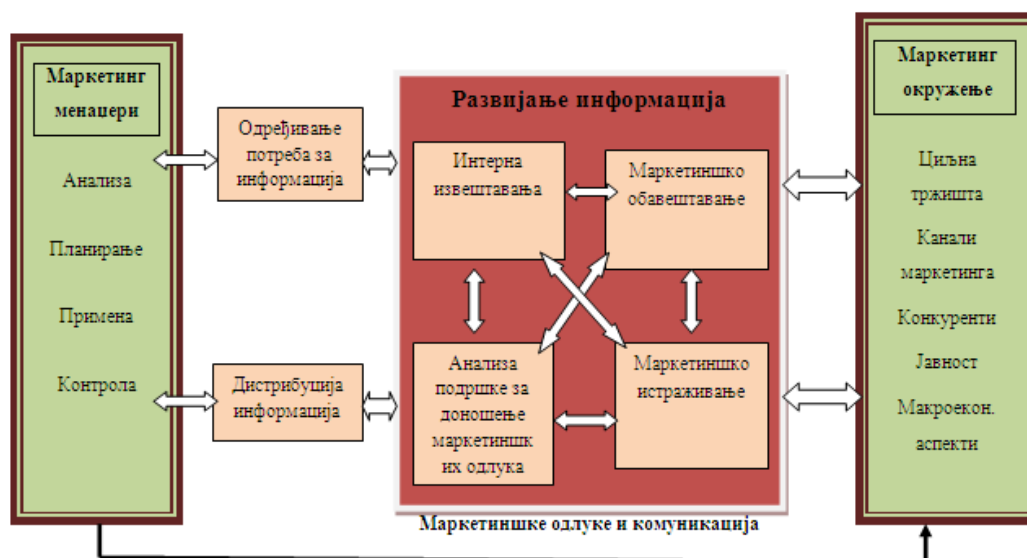 Маркетинг
менаџери
Анализа
Планирање
Примена
Контрола
Одређивање
потреба за
информација
Дистрибуција
информација
Развијање информација
Интерна
извештавања
Маркетиншко
обавештавање
Анализа
подршке за
доношење
маркетиншк
их одлука
Маркетиншко
истраживање
Маркетиншке одлуке и комуникација
Маркетинг
окружење
Циљна
тржишта
Канали
маркетинга
Конкуренти
Јавност
Макроекон.
аспекти